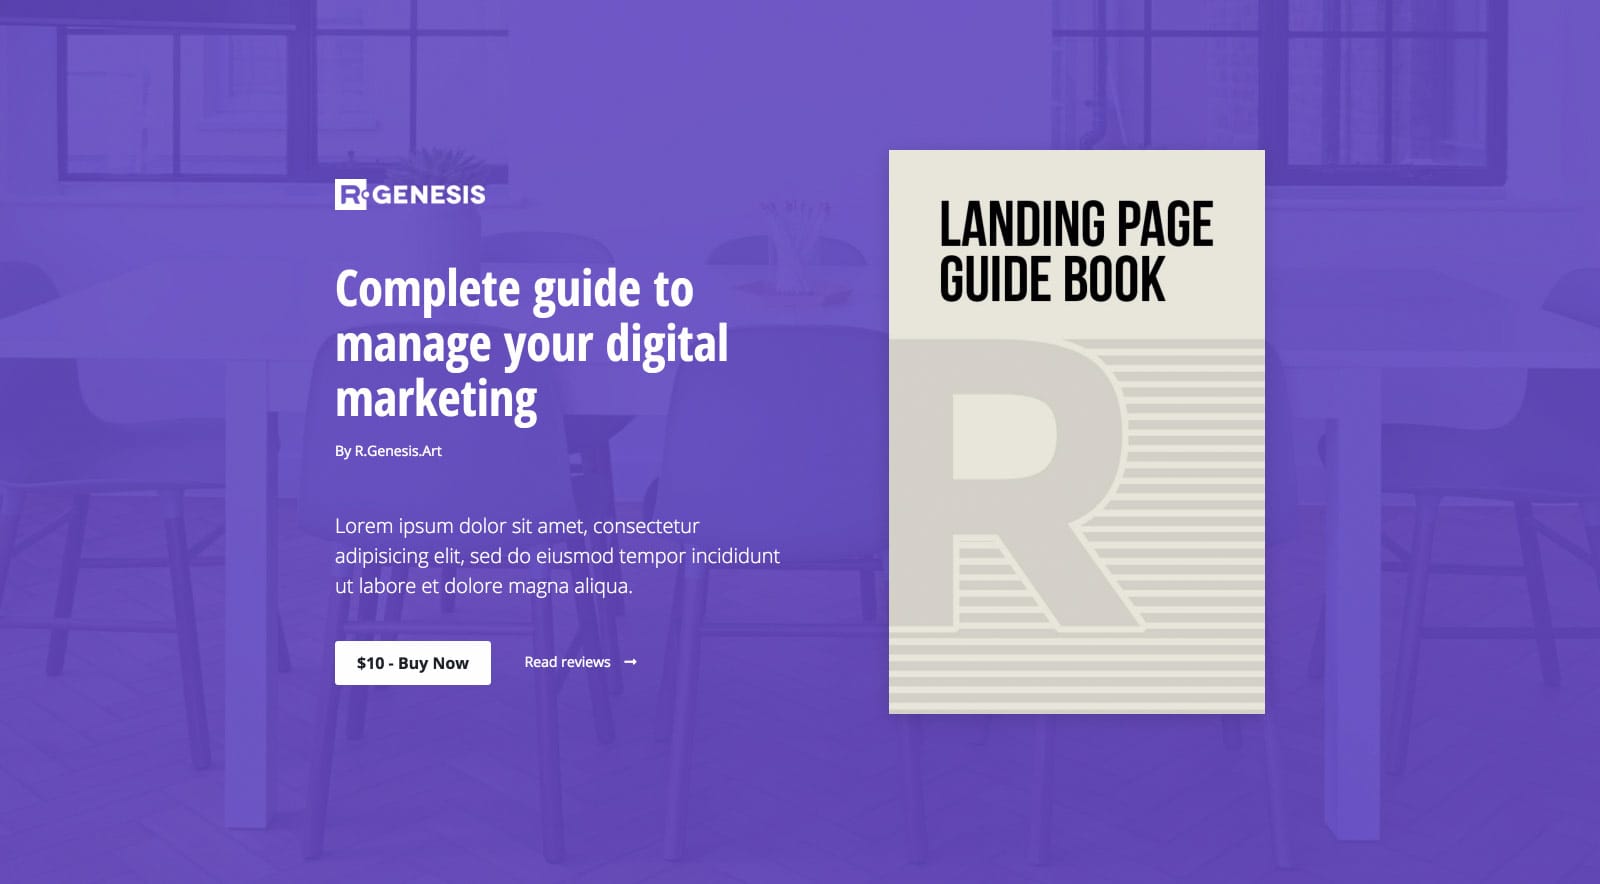 R·GENESIS
Complete guide to
manage your digital
marketing
By R.Genesis.Art
Lorem ipsum dolor sit amet, consectetur
adipisicing elit, sed do eiusmod tempor incididunt
ut labore et dolore magna aliqua.
$10 - Buy Now
Read reviews →
LANDING PAGE
GUIDE BOOK
R